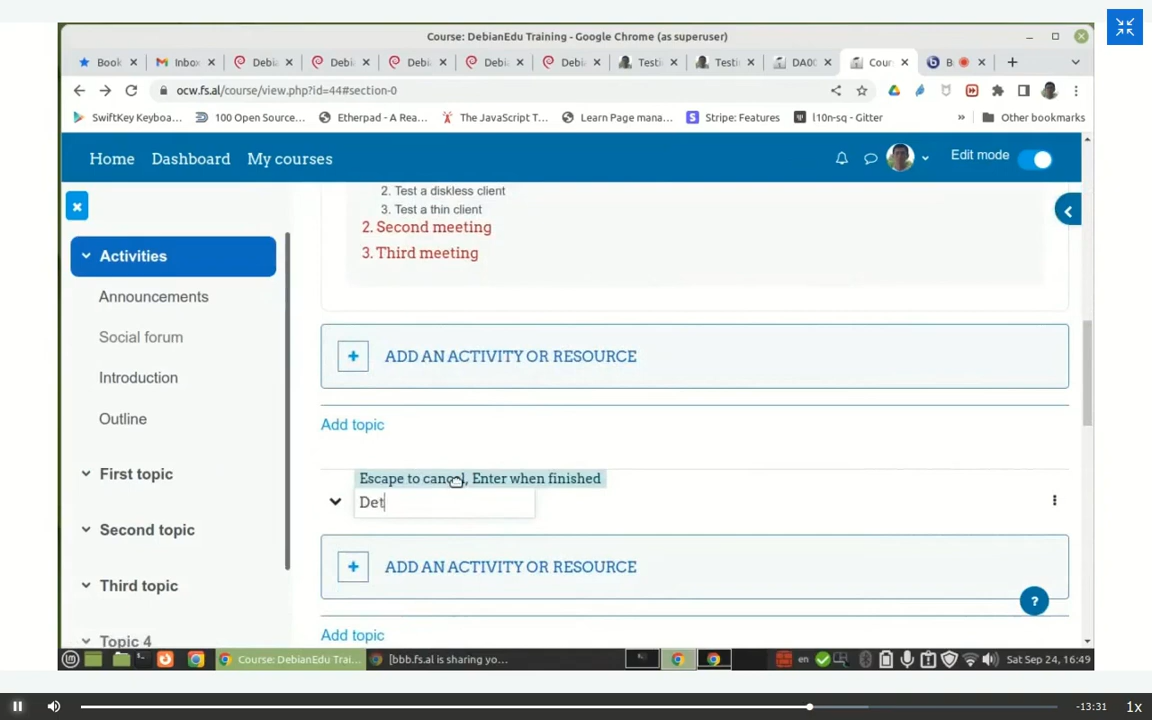 Course: DebianEdu Training - Google Chrome (as superuser)
Book
Inbox
Debia
Debi
Debi
Debi
Debi
Testi
Testi
DA00
Cour
B
ocw.fs.al/course/view.php?id=44#section-0
SwiftKey Keyboa...
100 Open Source...
Etherpad - A Rea...
The JavaScript T...
Learn Page mana...
Stripe: Features
l10n-sq - Gitter
»
Other bookmarks
Home
Dashboard
My courses
Edit mode
2. Test a diskless client
3. Test a thin client
2. Second meeting
3. Third meeting
Activities
Announcements
Social forum
Introduction
Outline
First topic
Second topic
Third topic
Topic 4
ADD AN ACTIVITY OR RESOURCE
Add topic
Escape to cancel, Enter when finished
Det
ADD AN ACTIVITY OR RESOURCE
?
Add topic
Course: DebianEdu Trai...
[bbb.fs.al is sharing yo...
en
Sat Sep 24, 16:49
-13:31
1x